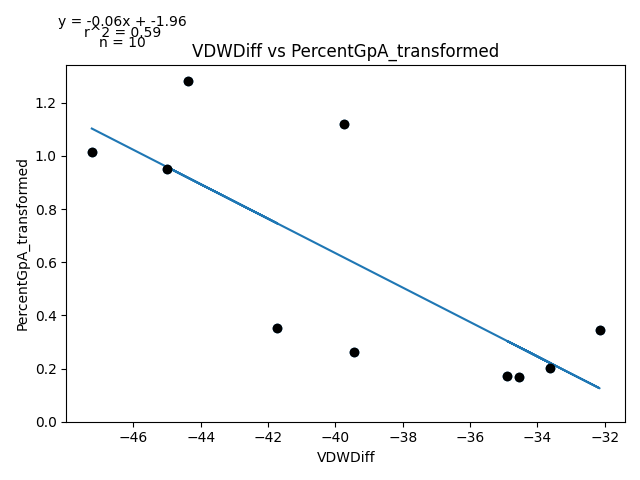 y = -0.06x + -1.96
r^2 = 0.59
n = 10
VDWDiff vs PercentGpA_transformed
PercentGpA_transformed
1.2
1.0
0.8
0.6
0.4
0.2
0.0
−46 −44 −42 −40 −38 −36 −34 −32
VDWDiff